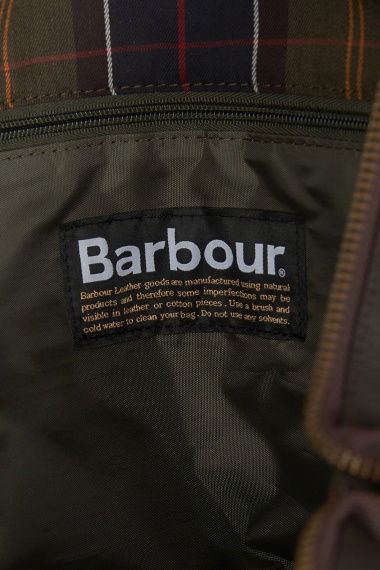 Barbour®
Barbour Leather goods are manufactured using natural
products and therefore some imperfections may be
visible in leather or cotton pieces. Use a brush and
cold water to clean your bag. Do not use any solvents.